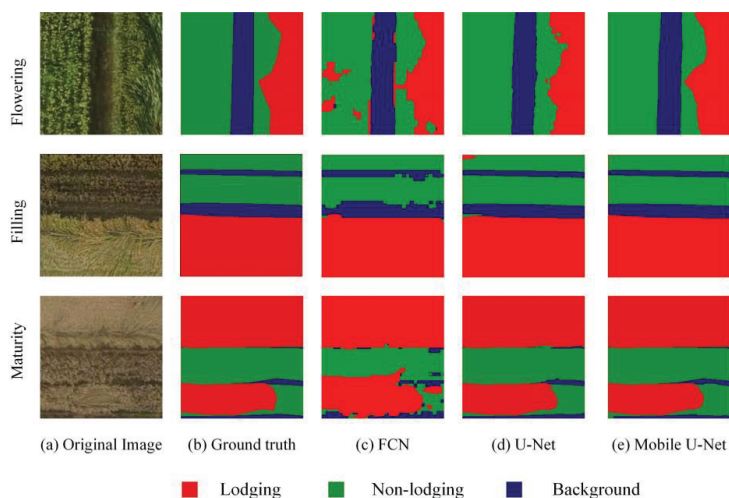 Flowering
Filling
Maturity
(a) Original Image (b) Ground truth (c) FCN (d) U-Net (e) Mobile U-Net
Lodging Non-lodging Background